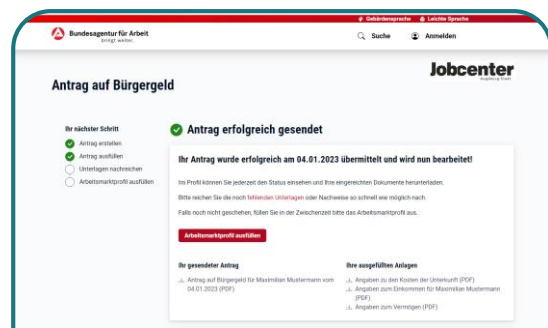 Gebärdensprache Leichte Sprache
Bundesagentur für Arbeit
bringt weiter.
Suche Anmelden
Jobcenter
Augsburg Stadt
Antrag auf Bürgergeld
Ihr nächster Schritt
Antrag erstellen
Antrag ausfüllen
Unterlagen nachreichen
Arbeitsmarktprofil ausfüllen
Antrag erfolgreich gesendet
Ihr Antrag wurde erfolgreich am 04.01.2023 übermittelt und wird nun bearbeitet!
Im Profil können Sie jederzeit den Status einsehen und Ihre eingereichten Dokumente herunterladen.
Bitte reichen Sie die noch fehlenden Unterlagen oder Nachweise so schnell wie möglich nach.
Falls noch nicht geschehen, füllen Sie in der Zwischenzeit bitte das Arbeitsmarktprofil aus.
Arbeitsmarktprofil ausfüllen
Ihr gesendeter Antrag
Antrag auf Bürgergeld für Maximilian Mustermann vom
04.01.2023 (PDF)
Ihre ausgefüllten Anlagen
Angaben zu den Kosten der Unterkunft (PDF)
Angaben zum Einkommen für Maximilian Mustermann
(PDF)
Angaben zum Vermögen (PDF)